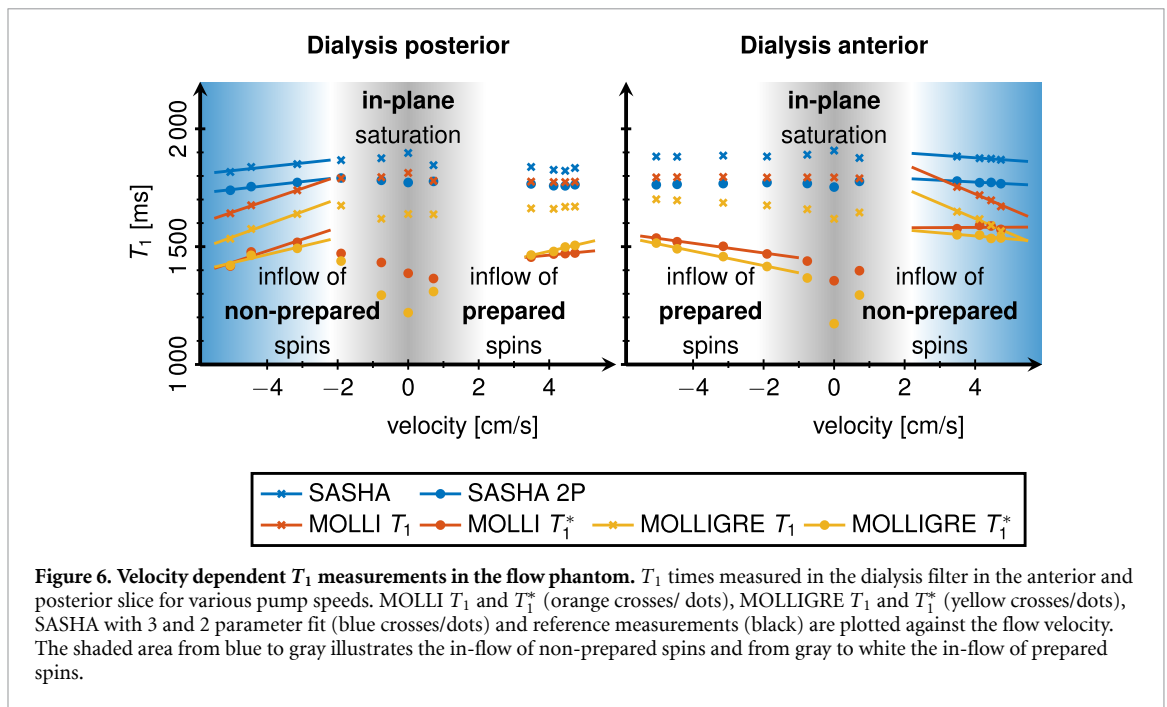 Dialysis posterior
Dialysis anterior
T1 [ms]
2 000
1 500
1 000
in-plane
saturation
inflow of
non-prepared
spins
inflow of
prepared
spins
−4 −2 0 2 4
velocity [cm/s]
in-plane
saturation
inflow of
prepared
spins
inflow of
non-prepared
spins
−4 −2 0 2 4
velocity [cm/s]
SASHA SASHA 2P
MOLLI T1 MOLLI T1* MOLLIGRE T1 MOLLIGRE T1*
Figure 6. Velocity dependent T1 measurements in the flow phantom. T1 times measured in the dialysis filter in the anterior and
posterior slice for various pump speeds. MOLLI T1 and T1* (orange crosses/ dots), MOLLIGRE T1 and T1* (yellow crosses/dots),
SASHA with 3 and 2 parameter fit (blue crosses/dots) and reference measurements (black) are plotted against the flow velocity.
The shaded area from blue to gray illustrates the in-flow of non-prepared spins and from gray to white the in-flow of prepared
spins.